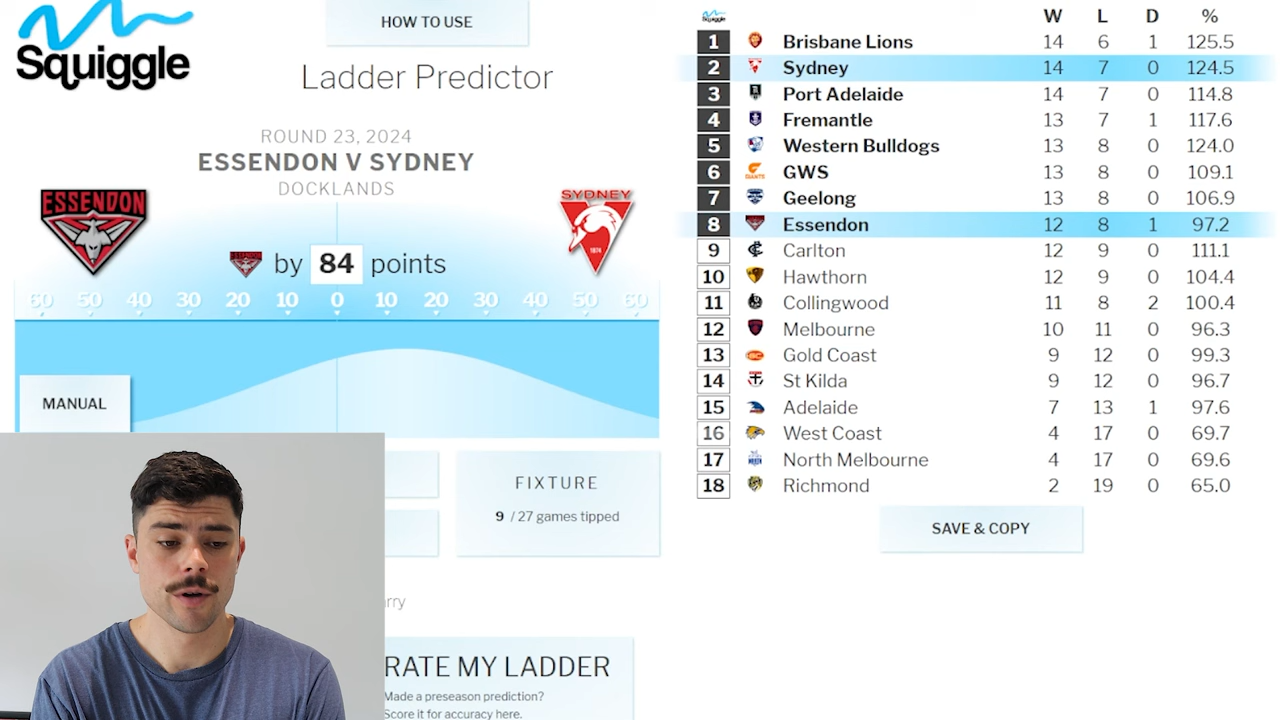 Squiggle
HOW TO USE
Ladder Predictor
ROUND 23, 2024
ESSENDON V SYDNEY
DOCKLANDS
ESSENDON
SYDNEY
by 84 points
60 50 40 30 20 10 0 10 20 30 40 50 60
MANUAL
FIXTURE
9 / 27 games tipped
rry
RATE MY LADDER
Made a preseason prediction?
Score it for accuracy here.
Squiggle W L D %
1 Brisbane Lions 14 6 1 125.5
2 Sydney 14 7 0 124.5
3 Port Adelaide 14 7 0 114.8
4 Fremantle 13 7 1 117.6
5 Western Bulldogs 13 8 0 124.0
6 GWS 13 8 0 109.1
7 Geelong 13 8 0 106.9
8 Essendon 12 8 1 97.2
9 Carlton 12 9 0 111.1
10 Hawthorn 12 9 0 104.4
11 Collingwood 11 8 2 100.4
12 Melbourne 10 11 0 96.3
13 Gold Coast 9 12 0 99.3
14 St Kilda 9 12 0 96.7
15 Adelaide 7 13 1 97.6
16 West Coast 4 17 0 69.7
17 North Melbourne 4 17 0 69.6
18 Richmond 2 19 0 65.0
SAVE & COPY